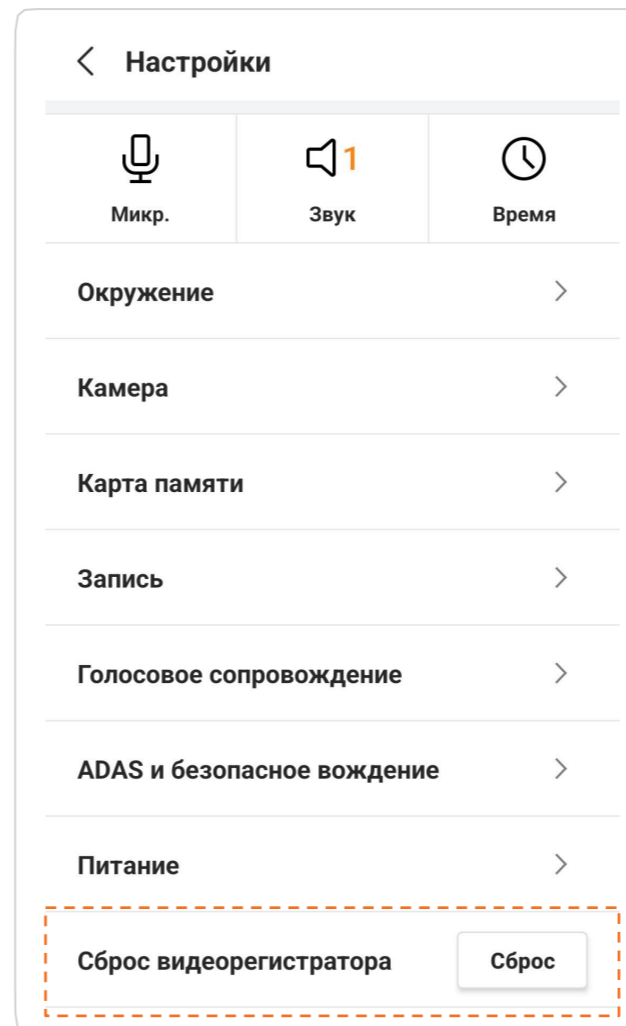 Настройки
1
Микр.
Звук
Время
Окружение
Камера
Карта памяти
Запись
Голосовое сопровождение
ADAS и безопасное вождение
Питание
Сброс видеорегистратора
Сброс